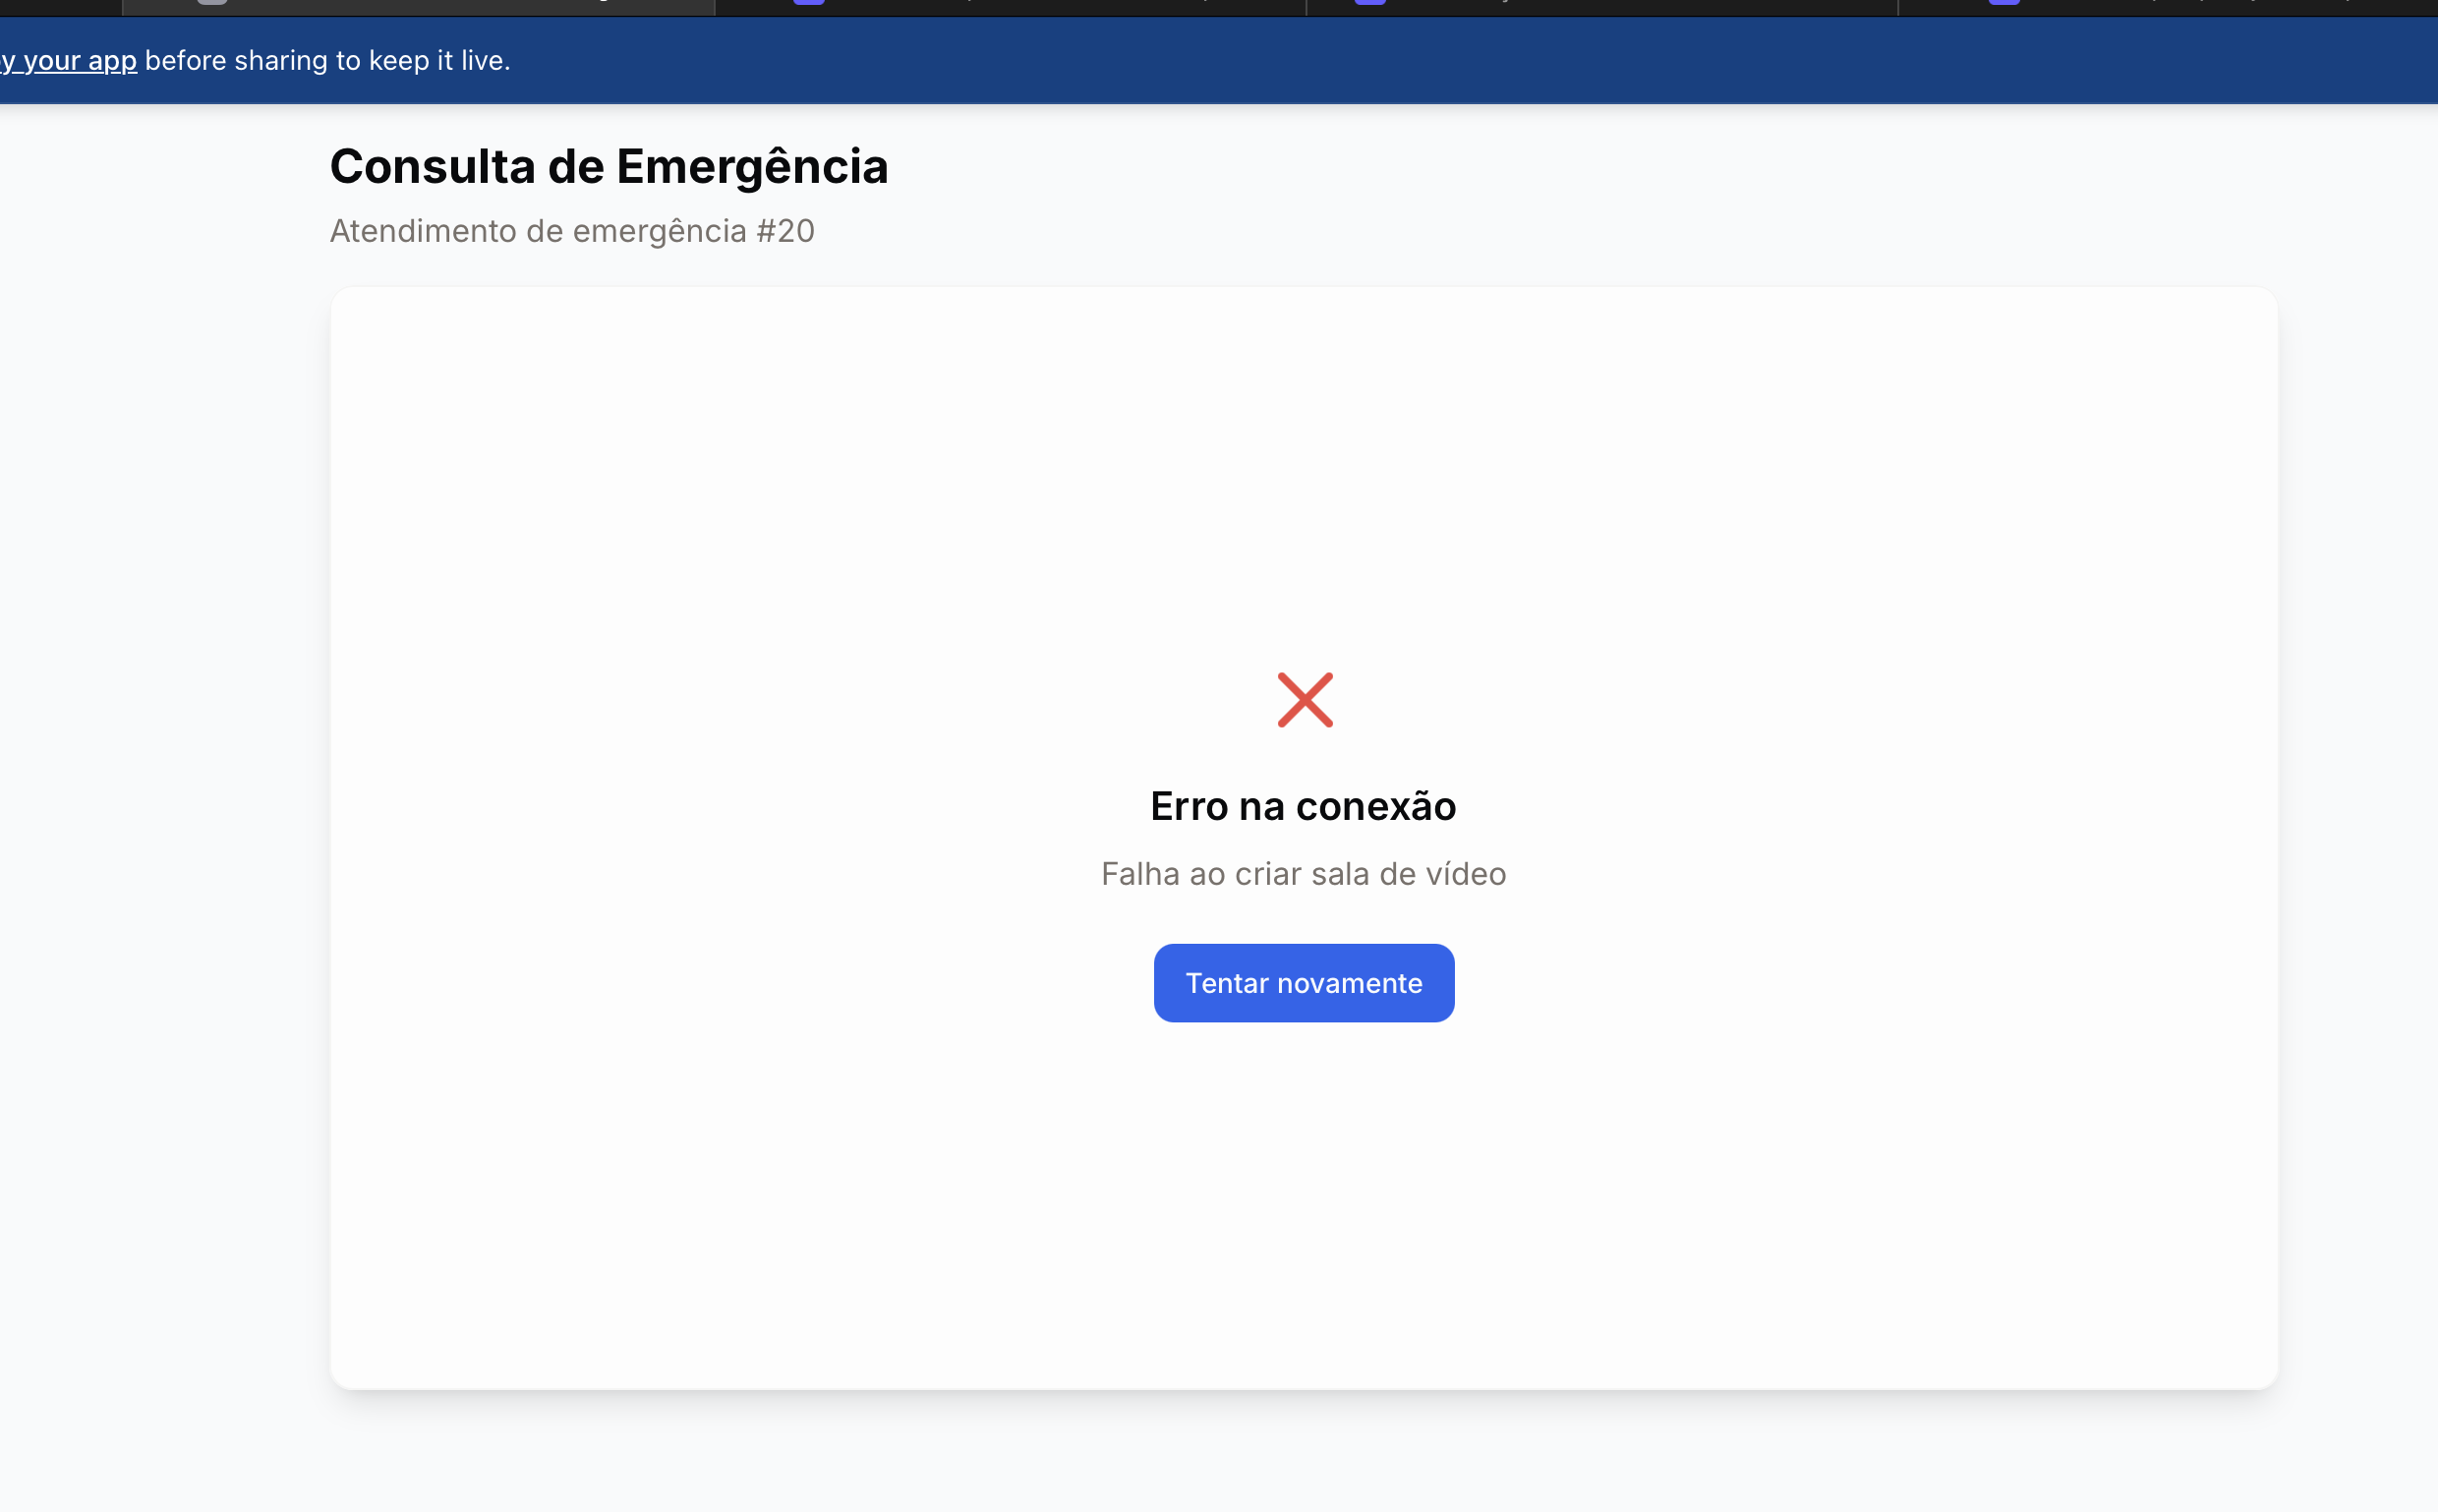 your app before sharing to keep it live.
Consulta de Emergência
Atendimento de emergência #20
Erro na conexão
Falha ao criar sala de vídeo
Tentar novamente